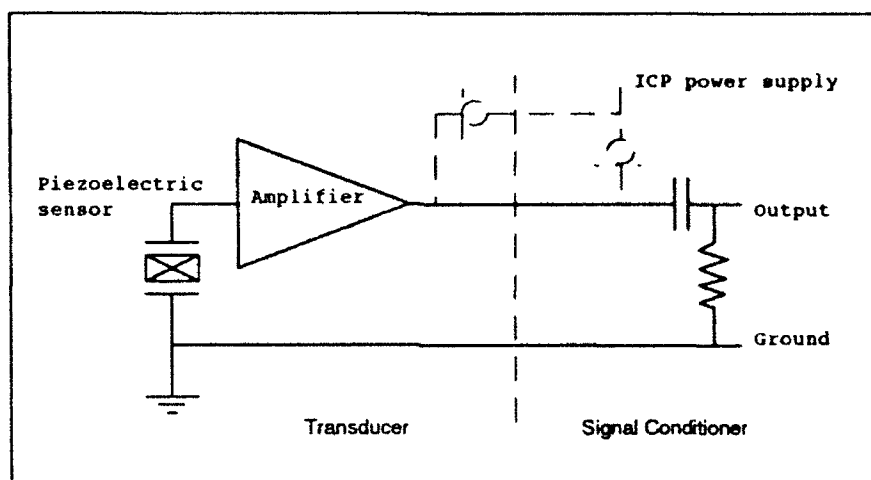 ICP power supply
Piezoelectric
sensor
Amplifier
Output
Ground
Transducer
Signal Conditioner